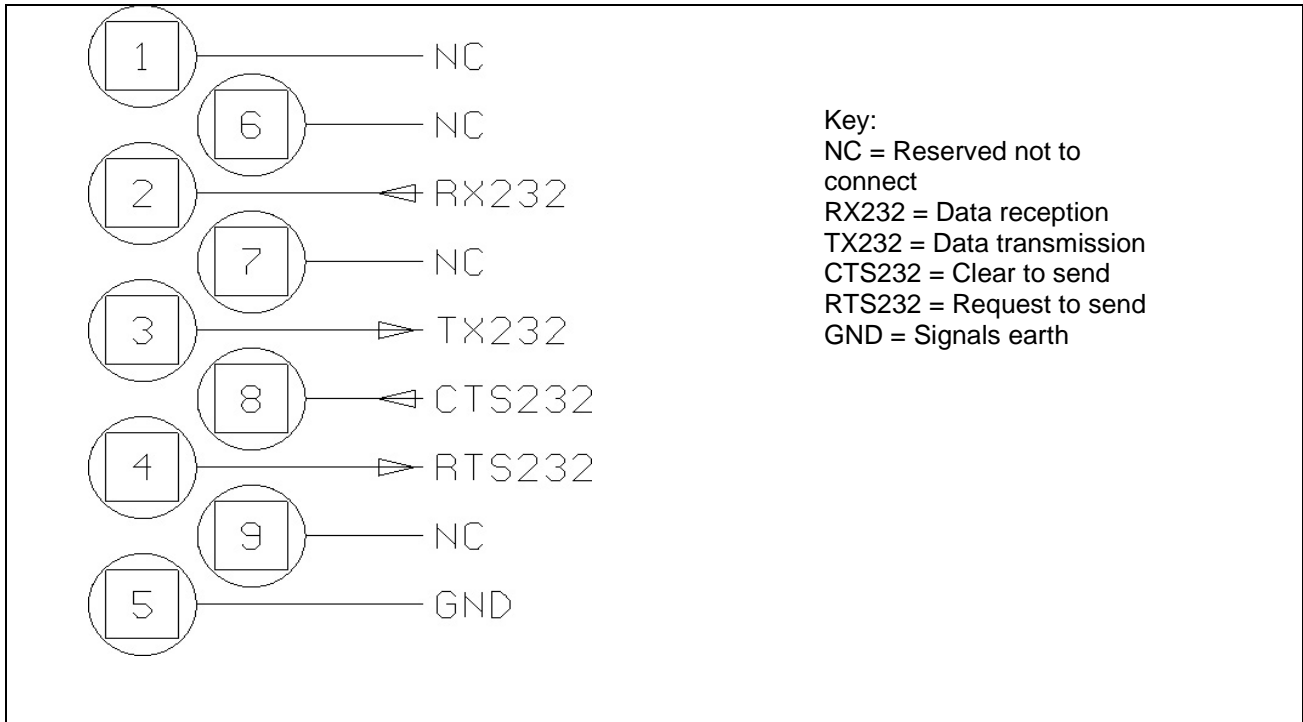 1 NC
6 NC
2 RX232
7 NC
3 TX232
8 CTS232
4 RTS232
9 NC
5 GND
Key:
NC = Reserved not to
connect
RX232 = Data reception
TX232 = Data transmission
CTS232 = Clear to send
RTS232 = Request to send
GND = Signals earth